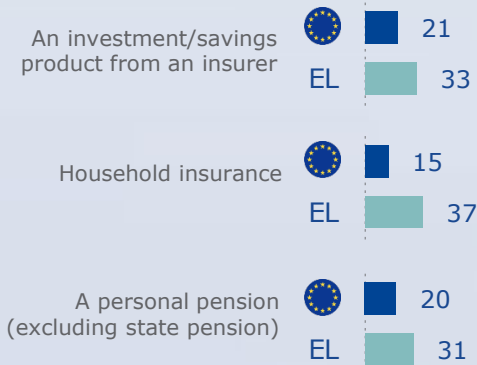 An investment/savings
product from an insurer
21
EL 33
Household insurance
15
EL 37
A personal pension
(excluding state pension)
20
EL 31